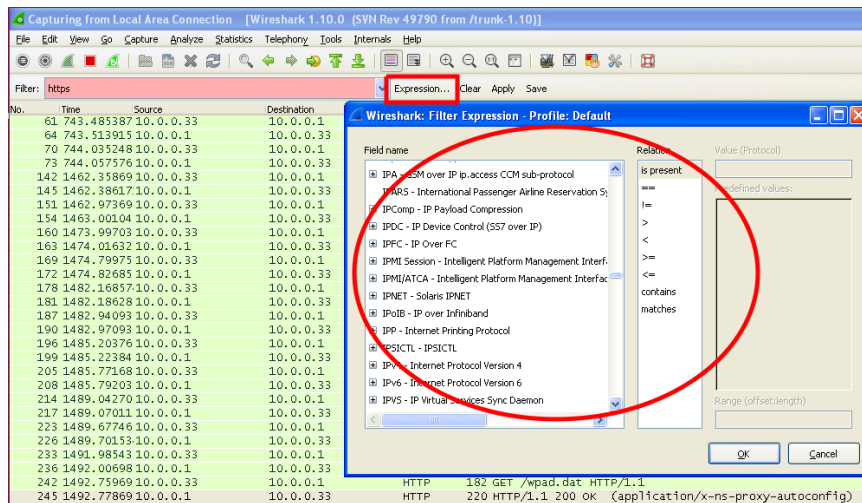 Capturing from Local Area Connection [Wireshark 1.10.0 (SVN Rev 49790 from /trunk-1.10)]
File Edit View Go Capture Analyze Statistics Telephony Tools Internals Help
Filter: https Expression... Clear Apply Save
No. Time Source Destination
Wireshark: Filter Expression - Profile: Default
Field name Relation Value (Protocol)
IPA - GSM over IP ip.access CCM sub-protocol
IPARS - International Passenger Airline Reservation Sy
IPComp - IP Payload Compression
IPDC - IP Device Control (SS7 over IP)
IPFC - IP Over FC
IPMI Session - Intelligent Platform Management Interf
IPMI/ATCA - Intelligent Platform Management Interfac
IPNET - Solaris IPNET
IPoIB - IP over Infiniband
IPP - Internet Printing Protocol
IPSICTL - IPSICTL
IPv4 - Internet Protocol Version 4
IPv6 - Internet Protocol Version 6
IPVS - IP Virtual Services Sync Daemon
is present
==
!=
>
<
>=
<=
contains
matches
Predefined values:
Range (offset:length)
OK Cancel
61 743.485387 10.0.0.33 10.0.0.1
64 743.513915 10.0.0.1 10.0.0.33
70 744.035248 10.0.0.33 10.0.0.1
73 744.057576 10.0.0.1 10.0.0.33
142 1462.35869 10.0.0.33 10.0.0.1
145 1462.38617 10.0.0.1 10.0.0.33
151 1462.97369 10.0.0.33 10.0.0.1
154 1463.00104 10.0.0.1 10.0.0.33
160 1473.99703 10.0.0.33 10.0.0.1
163 1474.01632 10.0.0.1 10.0.0.33
169 1474.79975 10.0.0.33 10.0.0.1
172 1474.82685 10.0.0.1 10.0.0.33
178 1482.16857 10.0.0.33 10.0.0.1
181 1482.18628 10.0.0.1 10.0.0.33
187 1482.94093 10.0.0.33 10.0.0.1
190 1482.97093 10.0.0.1 10.0.0.33
196 1485.20376 10.0.0.33 10.0.0.1
199 1485.22384 10.0.0.1 10.0.0.33
205 1485.77168 10.0.0.33 10.0.0.1
208 1485.79203 10.0.0.1 10.0.0.33
214 1489.04270 10.0.0.33 10.0.0.1
217 1489.07011 10.0.0.1 10.0.0.33
223 1489.67746 10.0.0.33 10.0.0.1
226 1489.70153 10.0.0.1 10.0.0.33
233 1491.98543 10.0.0.33 10.0.0.1
236 1492.00698 10.0.0.1 10.0.0.33
242 1492.75969 10.0.0.33 10.0.0.1 HTTP 182 GET /wpad.dat HTTP/1.1
245 1492.77869 10.0.0.1 10.0.0.33 HTTP 220 HTTP/1.1 200 OK (application/x-ns-proxy-autoconfig)